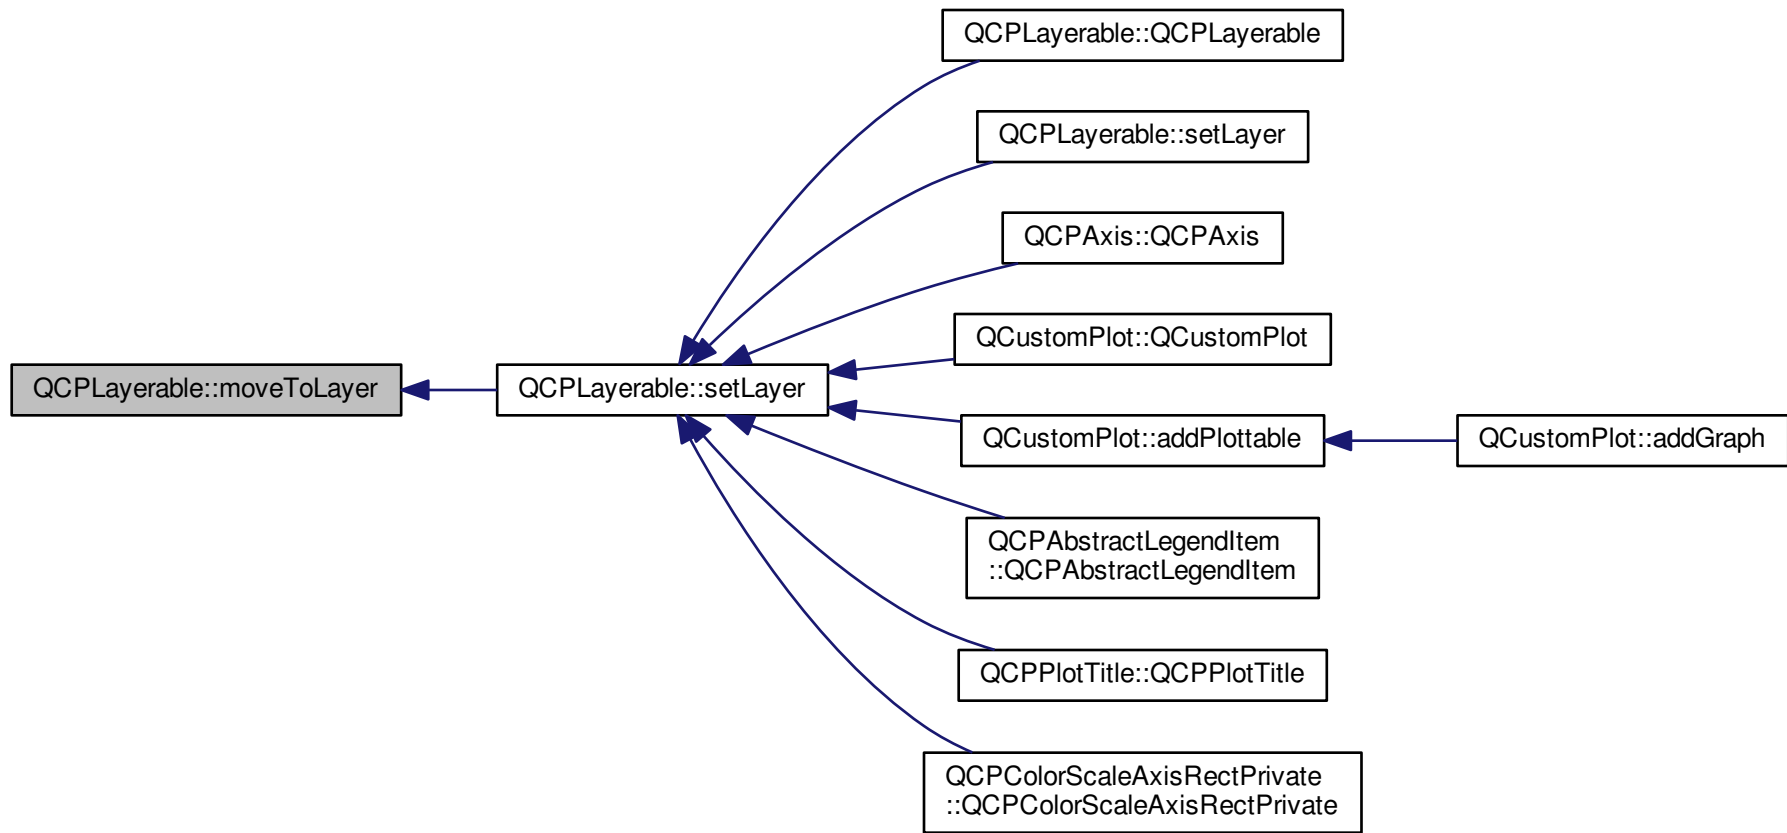 QCPLayerable::QCPLayerable
QCPLayerable::setLayer
QCPAxis::QCPAxis
QCustomPlot::QCustomPlot
QCPLayerable::moveToLayer
QCPLayerable::setLayer
QCustomPlot::addPlottable
QCustomPlot::addGraph
QCPAbstractLegendItem
::QCPAbstractLegendItem
QCPPlotTitle::QCPPlotTitle
QCPColorScaleAxisRectPrivate
::QCPColorScaleAxisRectPrivate